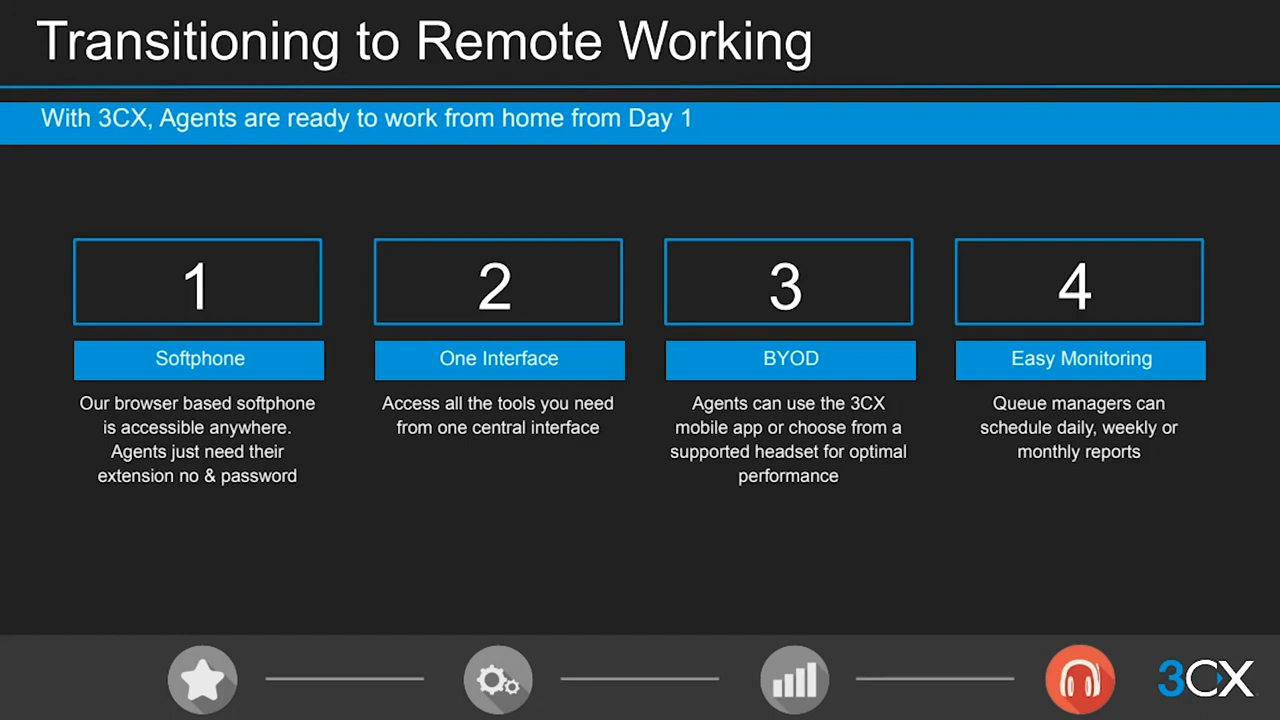 Transitioning to Remote Working
With 3CX, Agents are ready to work from home from Day 1
1
Softphone
Our browser based softphone
is accessible anywhere.
Agents just need their
extension no & password
2
One Interface
Access all the tools you need
from one central interface
3
BYOD
Agents can use the 3CX
mobile app or choose from a
supported headset for optimal
performance
4
Easy Monitoring
Queue managers can
schedule daily, weekly or
monthly reports
3CX